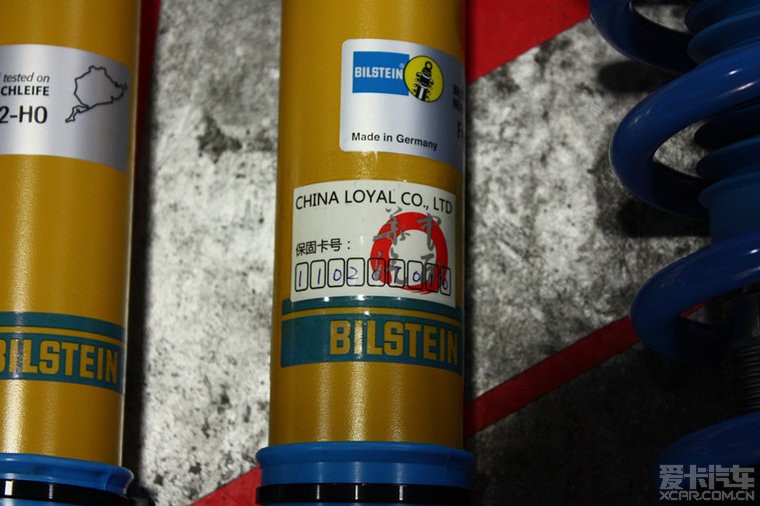 tested on
CHLEIFE
2-H0
BILSTEIN
BILSTEIN
Made in Germany
CHINA LOYAL CO., LTD
保固卡号:
BILSTEIN
爱卡汽车
XCAR.COM.CN